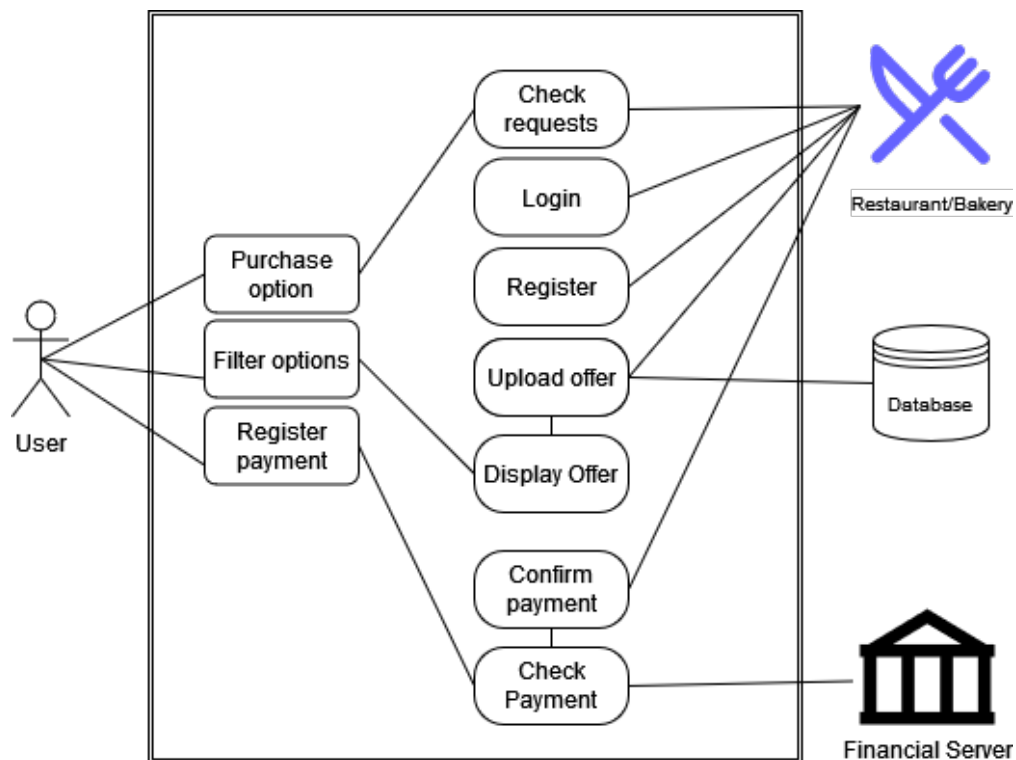 Check
requests
Login
Restaurant/Bakery
Purchase
option
Register
Filter options
Upload offer
Database
User
Register
payment
Display Offer
Confirm
payment
Check
Payment
Financial Server